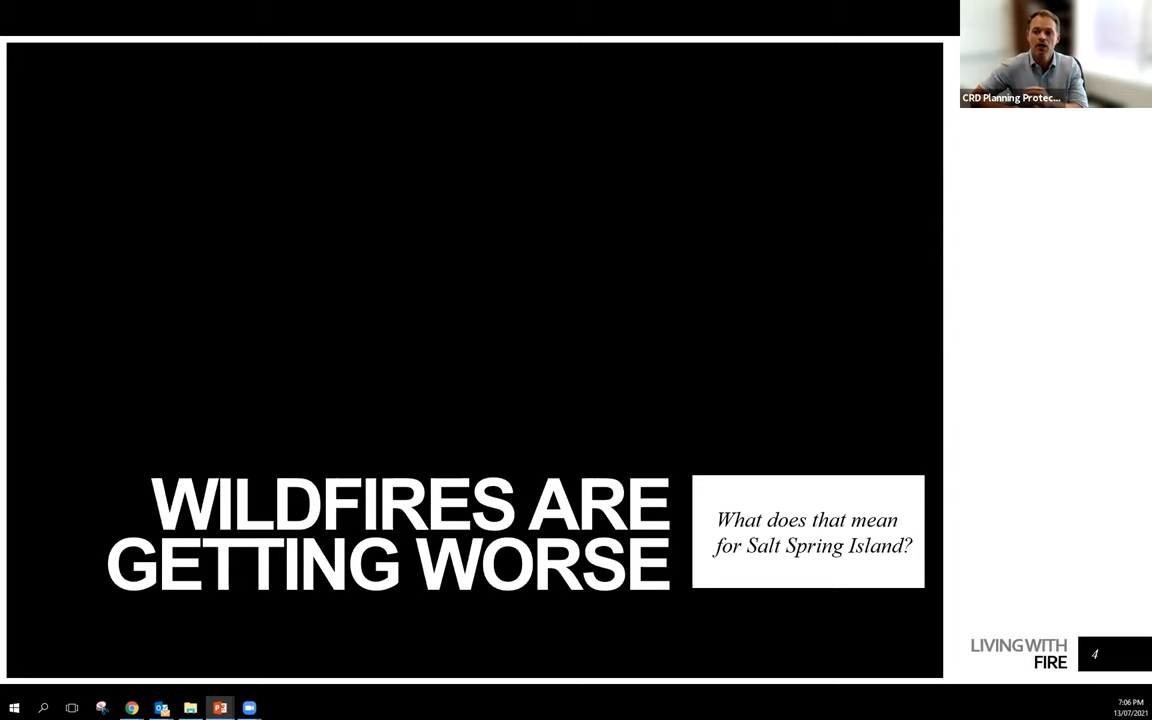 CRD Planning Protec...
WILDFIRES ARE
GETTING WORSE
What does that mean
for Salt Spring Island?
LIVING WITH
FIRE
4
7:06 PM
13/07/2021